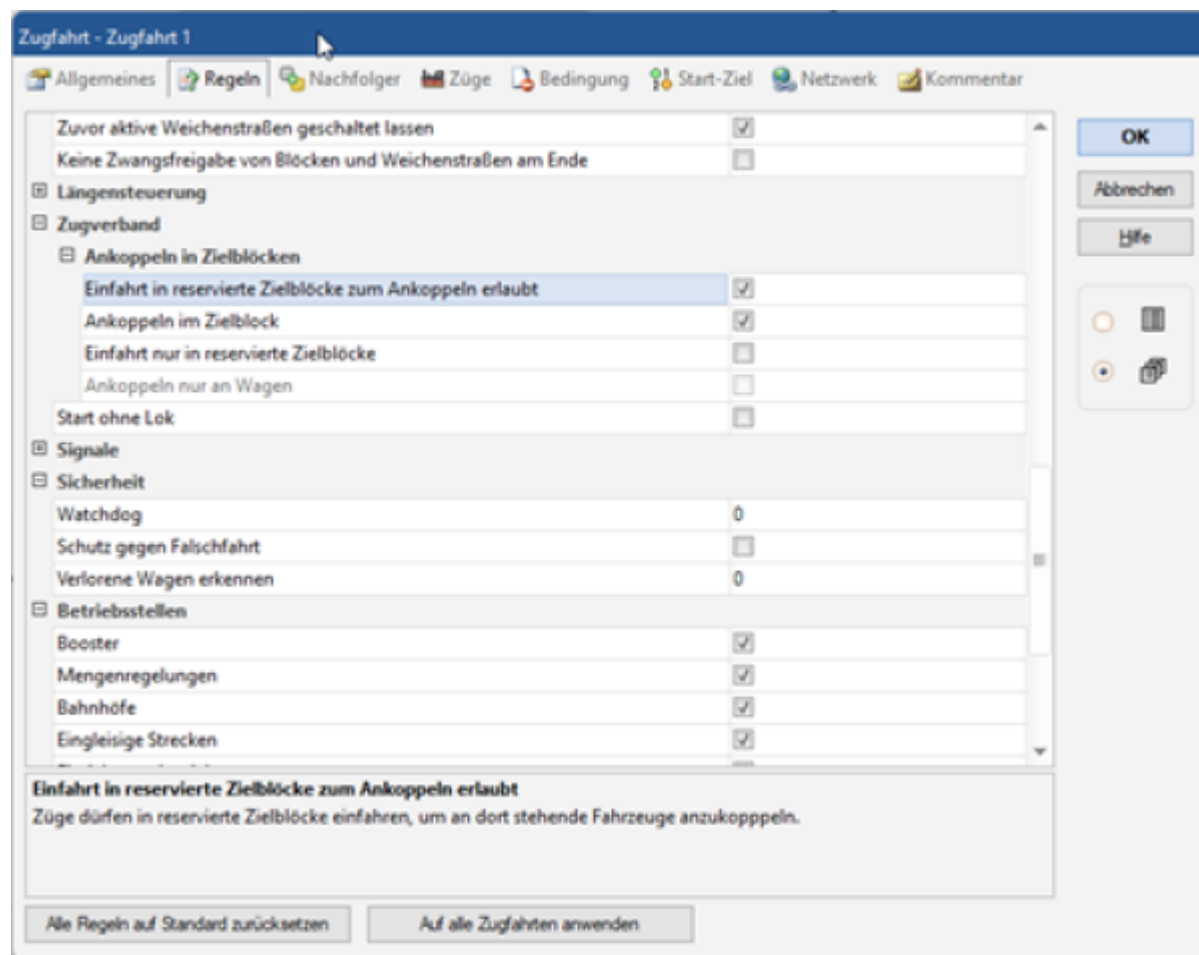 Zugfahrt - Zugfahrt 1
Allgemeines Regeln Nachfolger Züge Bedingung Start-Ziel Netzwerk Kommentar
Zuvor aktive Weichenstraßen geschaltet lassen
OK
Keine Zwangsfreigabe von Blöcken und Weichenstraßen am Ende
Längensteuerung
Abbrechen
Zugverband
Hilfe
Ankoppeln in Zielblöcken
Einfahrt in reservierte Zielblöcke zum Ankoppeln erlaubt
Ankoppeln im Zielblock
Einfahrt nur in reservierte Zielblöcke
Ankoppeln nur an Wagen
Start ohne Lok
Signale
Sicherheit
Watchdog 0
Schutz gegen Falschfahrt
Verlorene Wagen erkennen 0
Betriebsstellen
Booster
Mengenregelungen
Bahnhöfe
Eingleisige Strecken
Einfahrt in reservierte Zielblöcke zum Ankoppeln erlaubt
Züge dürfen in reservierte Zielblöcke einfahren, um an dort stehende Fahrzeuge anzukopppeln.
Alle Regeln auf Standard zurücksetzen Auf alle Zugfahrten anwenden